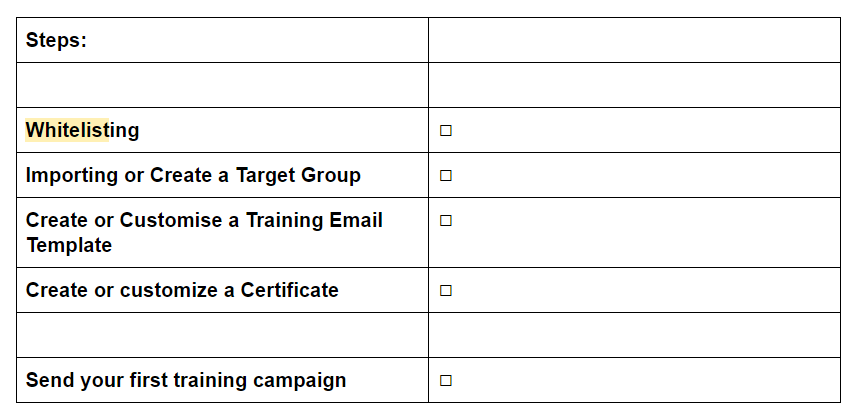 Steps:
Whitelisting
☐
Importing or Create a Target Group
☐
Create or Customise a Training Email
Template
☐
Create or customize a Certificate
☐
Send your first training campaign
☐